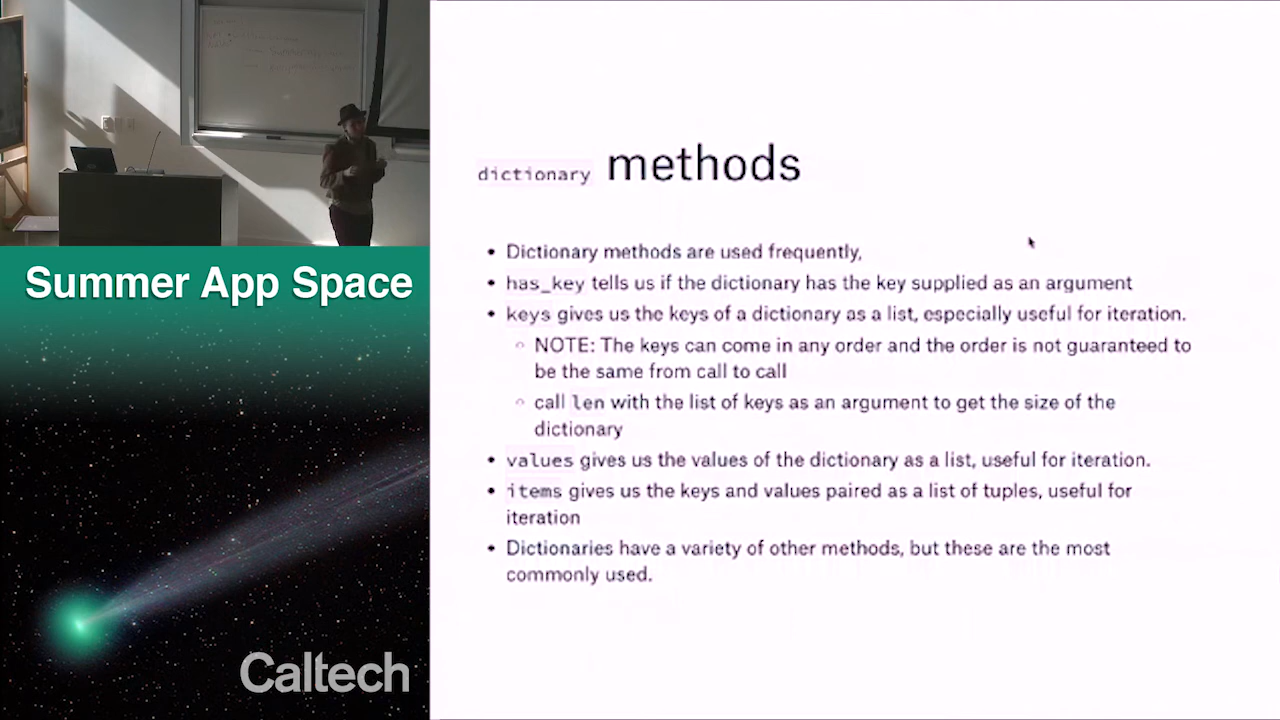 dictionary methods
• Dictionary methods are used frequently,
• has_key tells us if the dictionary has the key supplied as an argument
• keys gives us the keys of a dictionary as a list, especially useful for iteration.
◦ NOTE: The keys can come in any order and the order is not guaranteed to
be the same from call to call
◦ call len with the list of keys as an argument to get the size of the
dictionary
• values gives us the values of the dictionary as a list, useful for iteration.
• items gives us the keys and values paired as a list of tuples, useful for
iteration
• Dictionaries have a variety of other methods, but these are the most
commonly used.
Summer App Space
Caltech